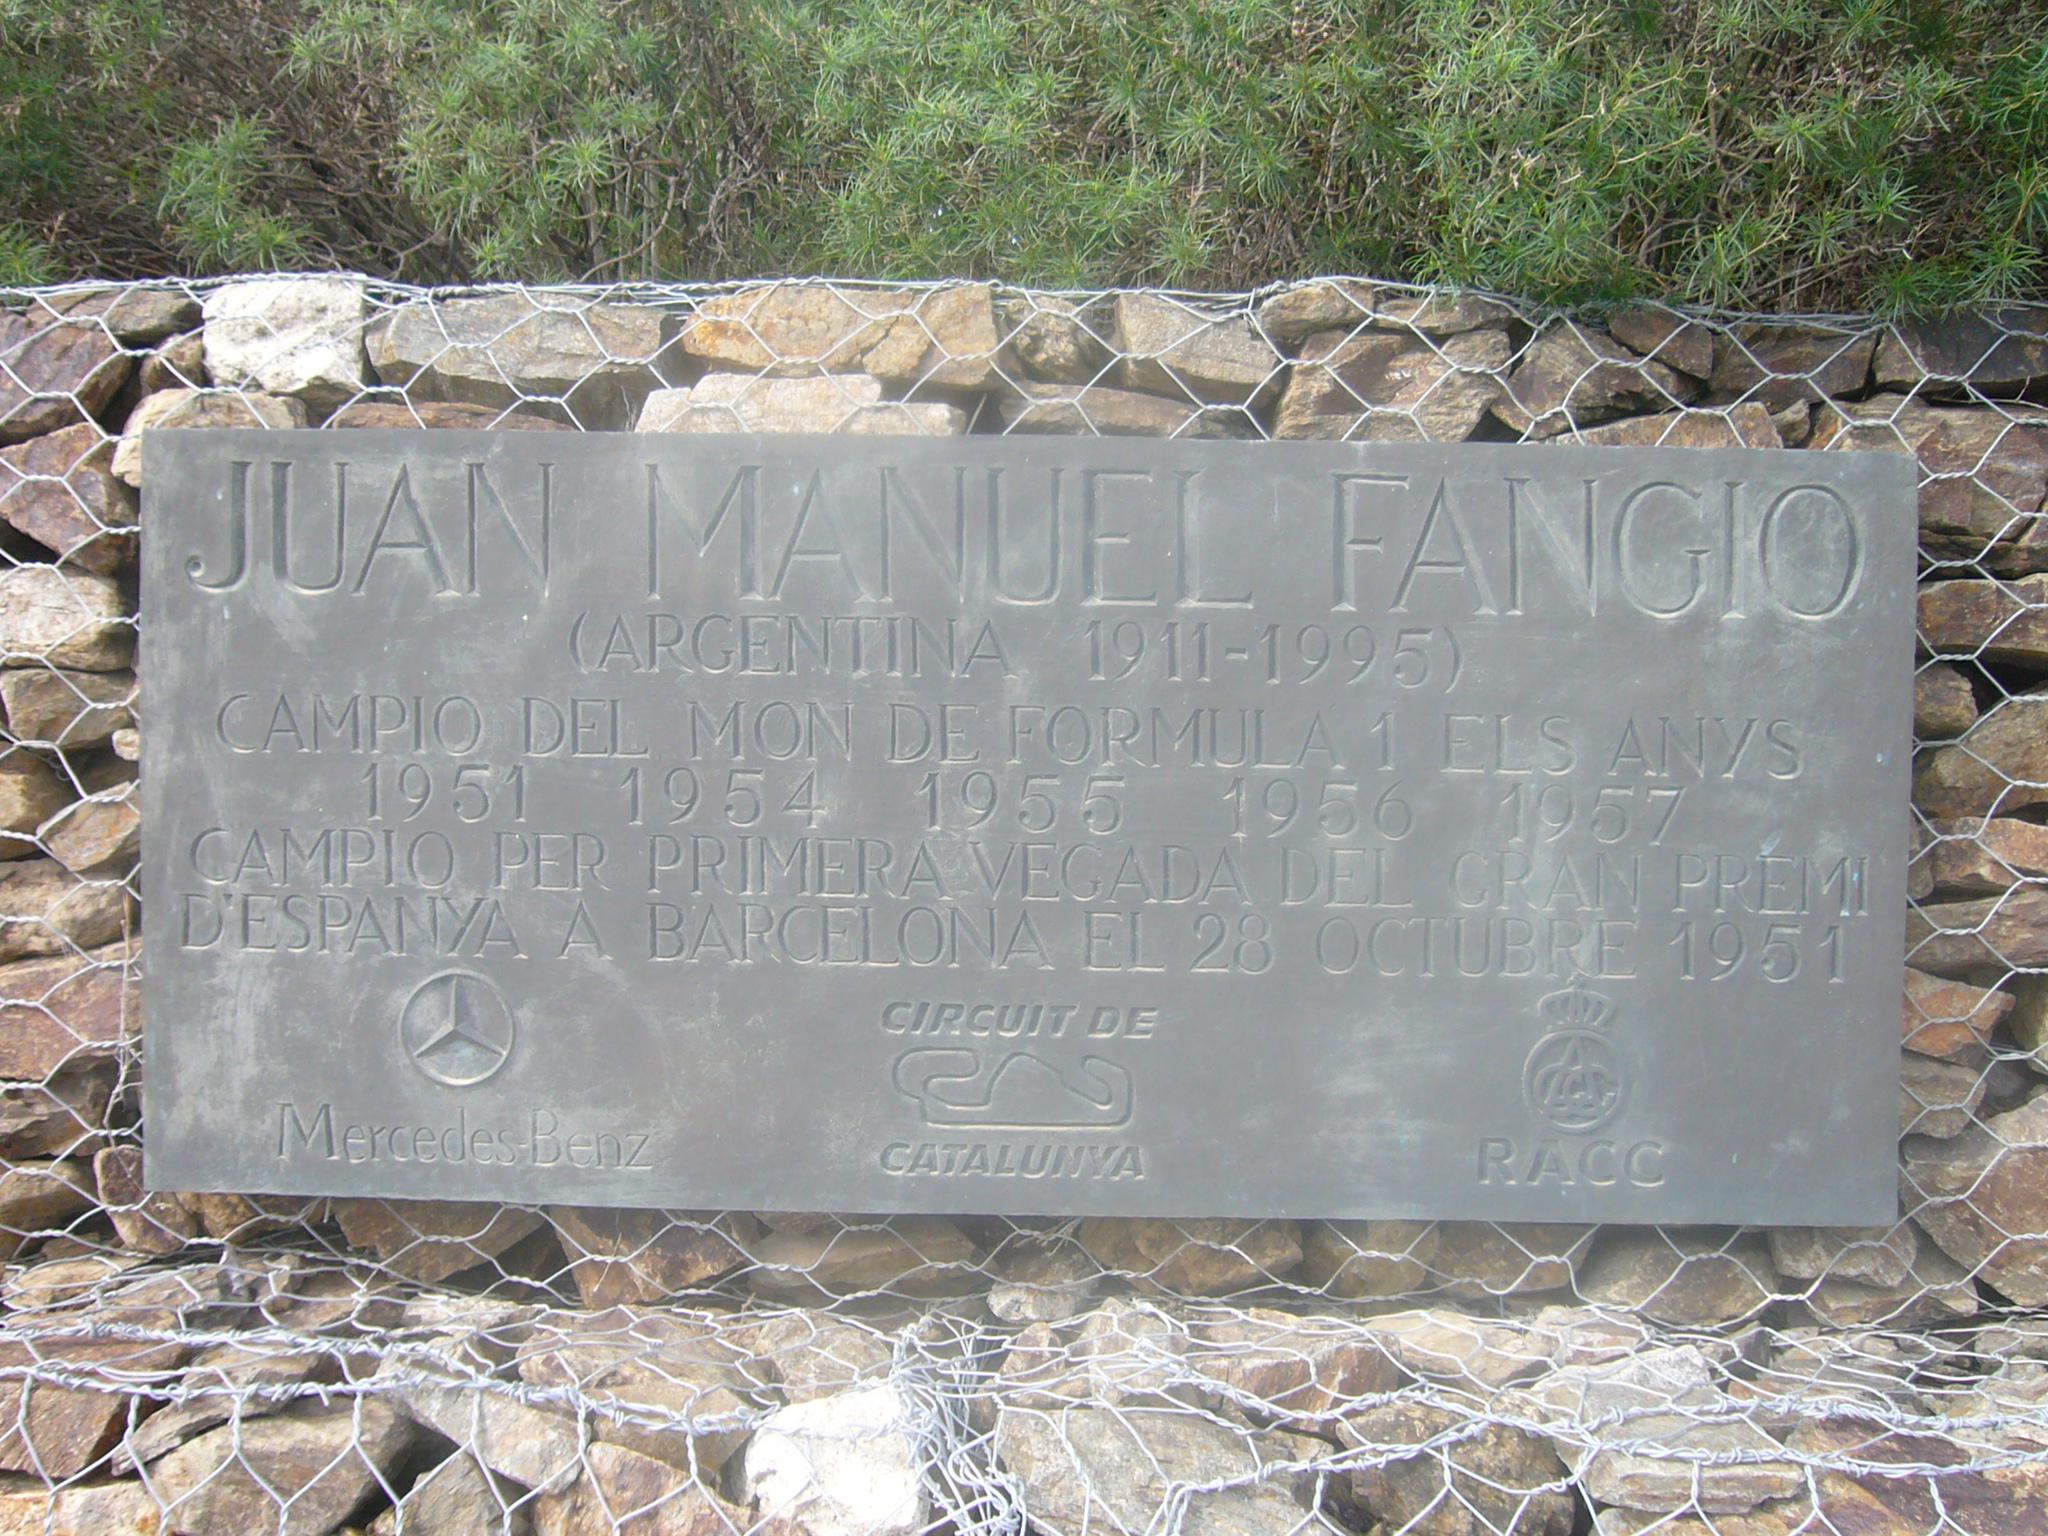 JUAN MANUEL FANGIO
(ARGENTINA 1911-1995)
CAMPIO DEL MON DE FORMULA 1 ELS ANYS
1951 1954 1955 1956 1957
CAMPIO PER PRIMERA VEGADA DEL GRAN PREMI
D'ESPANYA A BARCELONA EL 28 OCTUBRE 1951
Mercedes-Benz
CIRCUIT DE
CATALUNYA
RACC